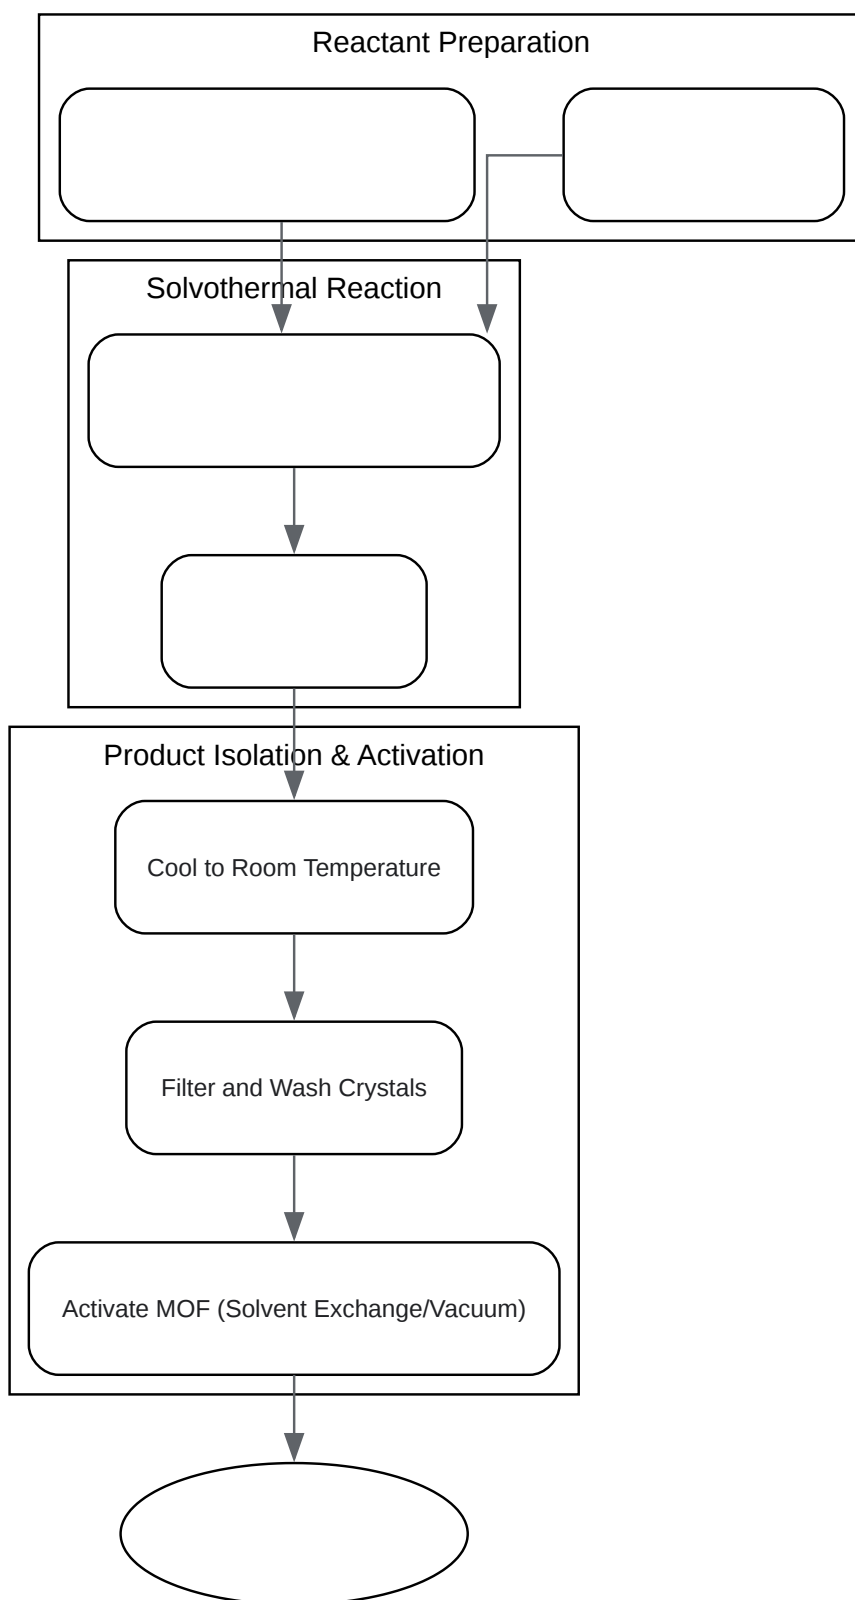 Reactant Preparation
Solvothermal Reaction
Product Isolation & Activation
Cool to Room Temperature
Filter and Wash Crystals
Activate MOF (Solvent Exchange/Vacuum)